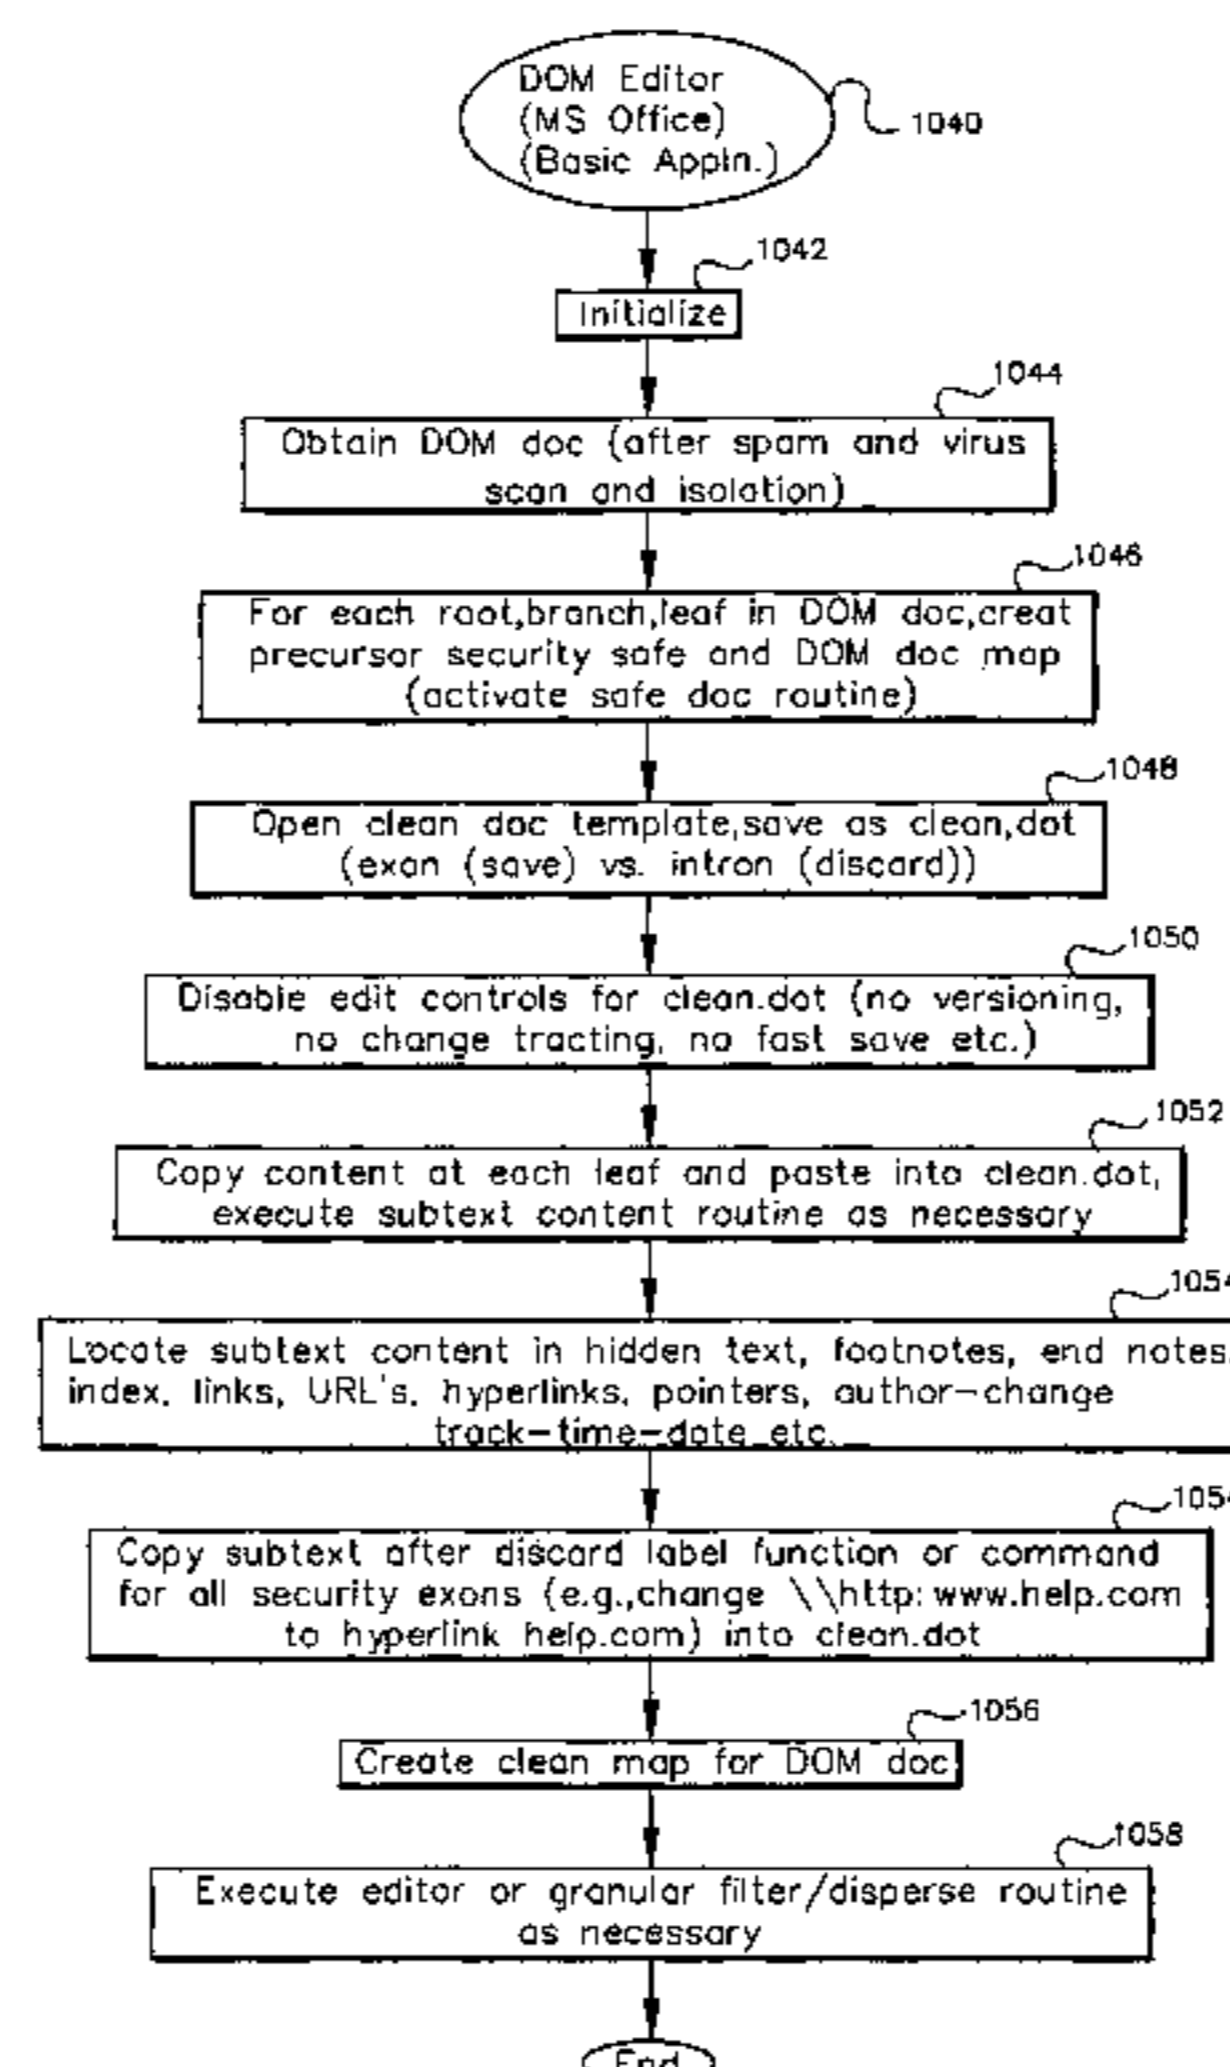 DOM Editor
(MS Office)
(Basic Appln.)
1040
1042
Initialize
1044
Obtain DOM doc (after spam and virus
scan and isolation)
1046
For each root,branch,leaf in DOM doc,creat
precursor security safe and DOM doc map
(activate safe doc routine)
1048
Open clean doc template,save as clean,dot
(exon (save) vs. intron (discard))
1050
Disable edit controls for clean.dot (no versioning,
no change tracting, no fast save etc.)
1052
Copy content at each leaf and paste into clean.dot,
execute subtext content routine as necessary
1054
Locate subtext content in hidden text, footnotes, end notes,
index, links, URL's, hyperlinks, pointers, author-change
track-time-date etc.
1054
Copy subtext after discard label function or command
for all security exons (e.g.,change \\http: www.help.com
to hyperlink help.com) into clean.dot
1056
Create clean map for DOM doc
1058
Execute editor or granular filter/disperse routine
as necessary
End